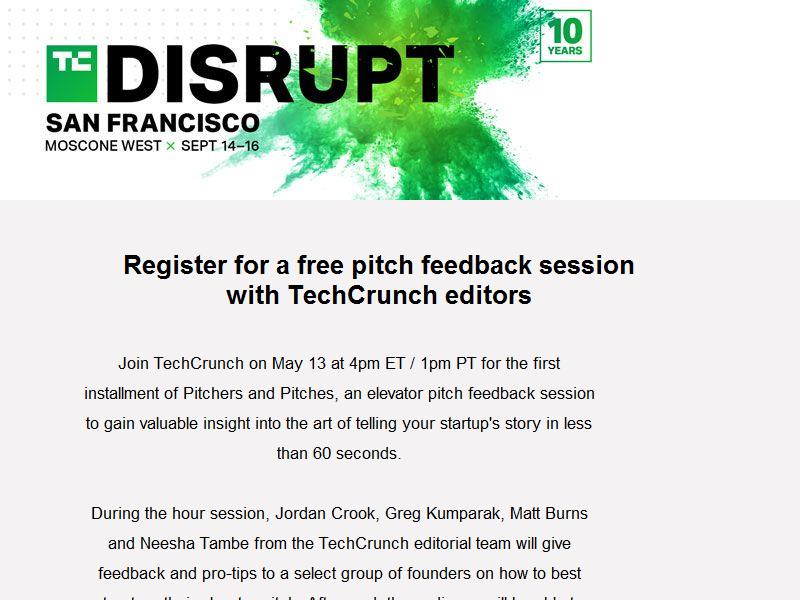 TC DISRUPT
10
YEARS
SAN FRANCISCO
MOSCONE WEST × SEPT 14–16
Register for a free pitch feedback session
with TechCrunch editors
Join TechCrunch on May 13 at 4pm ET / 1pm PT for the first
installment of Pitchers and Pitches, an elevator pitch feedback session
to gain valuable insight into the art of telling your startup's story in less
than 60 seconds.
During the hour session, Jordan Crook, Greg Kumparak, Matt Burns
and Neesha Tambe from the TechCrunch editorial team will give
feedback and pro-tips to a select group of founders on how to best